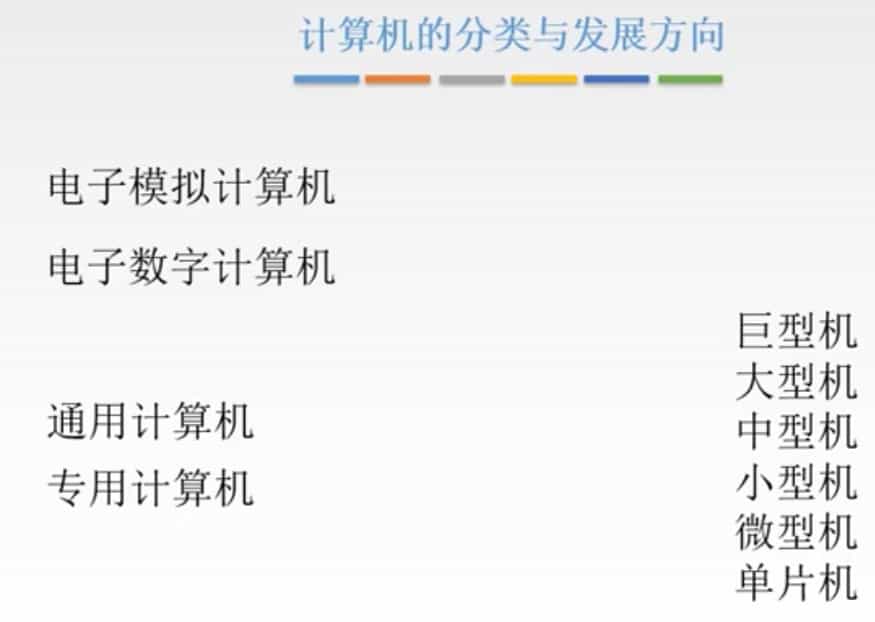 计算机的分类与发展方向
电子模拟计算机
电子数字计算机
通用计算机
专用计算机
巨型机
大型机
中型机
小型机
微型机
单片机